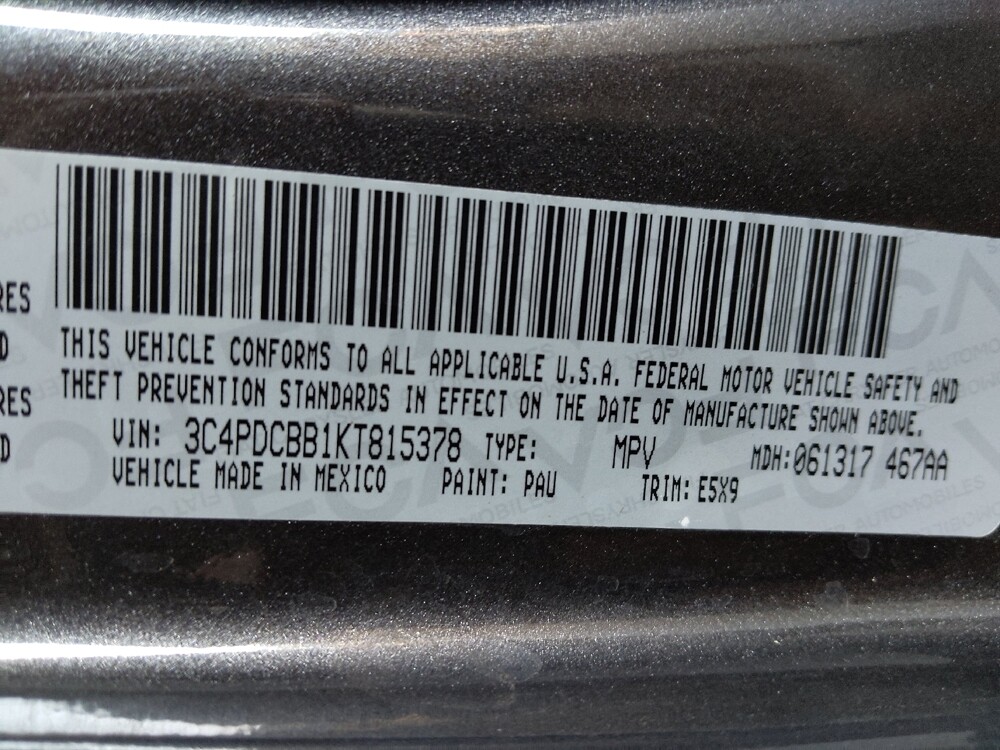 RES
D
RES
D
THIS VEHICLE CONFORMS TO ALL APPLICABLE U.S.A. FEDERAL MOTOR VEHICLE SAFETY AND
THEFT PREVENTION STANDARDS IN EFFECT ON THE DATE OF MANUFACTURE SHOWN ABOVE.
VIN: 3C4PDCBB1KT815378 TYPE: MPV MDH:061317 467AA
VEHICLE MADE IN MEXICO PAINT: PAU TRIM: E5X9